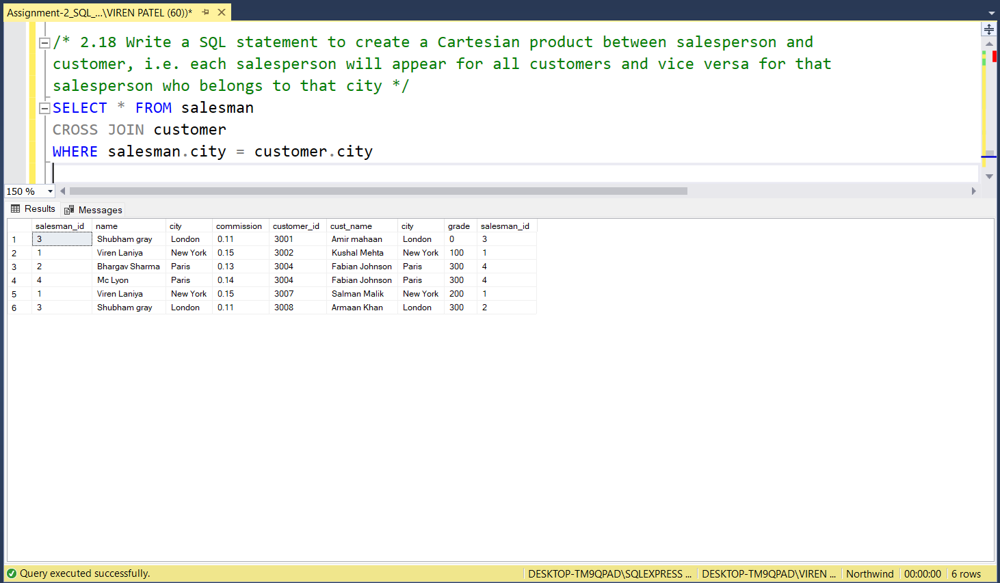 Assignment-2_SQL_...\VIREN PATEL (60))*
/* 2.18 Write a SQL statement to create a Cartesian product between salesperson and
customer, i.e. each salesperson will appear for all customers and vice versa for that
salesperson who belongs to that city */
SELECT * FROM salesman
CROSS JOIN customer
WHERE salesman.city = customer.city
150 %
Results Messages
salesman_id name city commission customer_id cust_name city grade salesman_id
1 3 Shubham gray London 0.11 3001 Amir mahaan London 0 3
2 1 Viren Laniya New York 0.15 3002 Kushal Mehta New York 100 1
3 2 Bhargav Sharma Paris 0.13 3004 Fabian Johnson Paris 300 4
4 4 Mc Lyon Paris 0.14 3004 Fabian Johnson Paris 300 4
5 1 Viren Laniya New York 0.15 3007 Salman Malik New York 200 1
6 3 Shubham gray London 0.11 3008 Armaan Khan London 300 2
Query executed successfully. DESKTOP-TM9QPAD\SQLEXPRESS ... DESKTOP-TM9QPAD\VIREN ... Northwind 00:00:00 6 rows